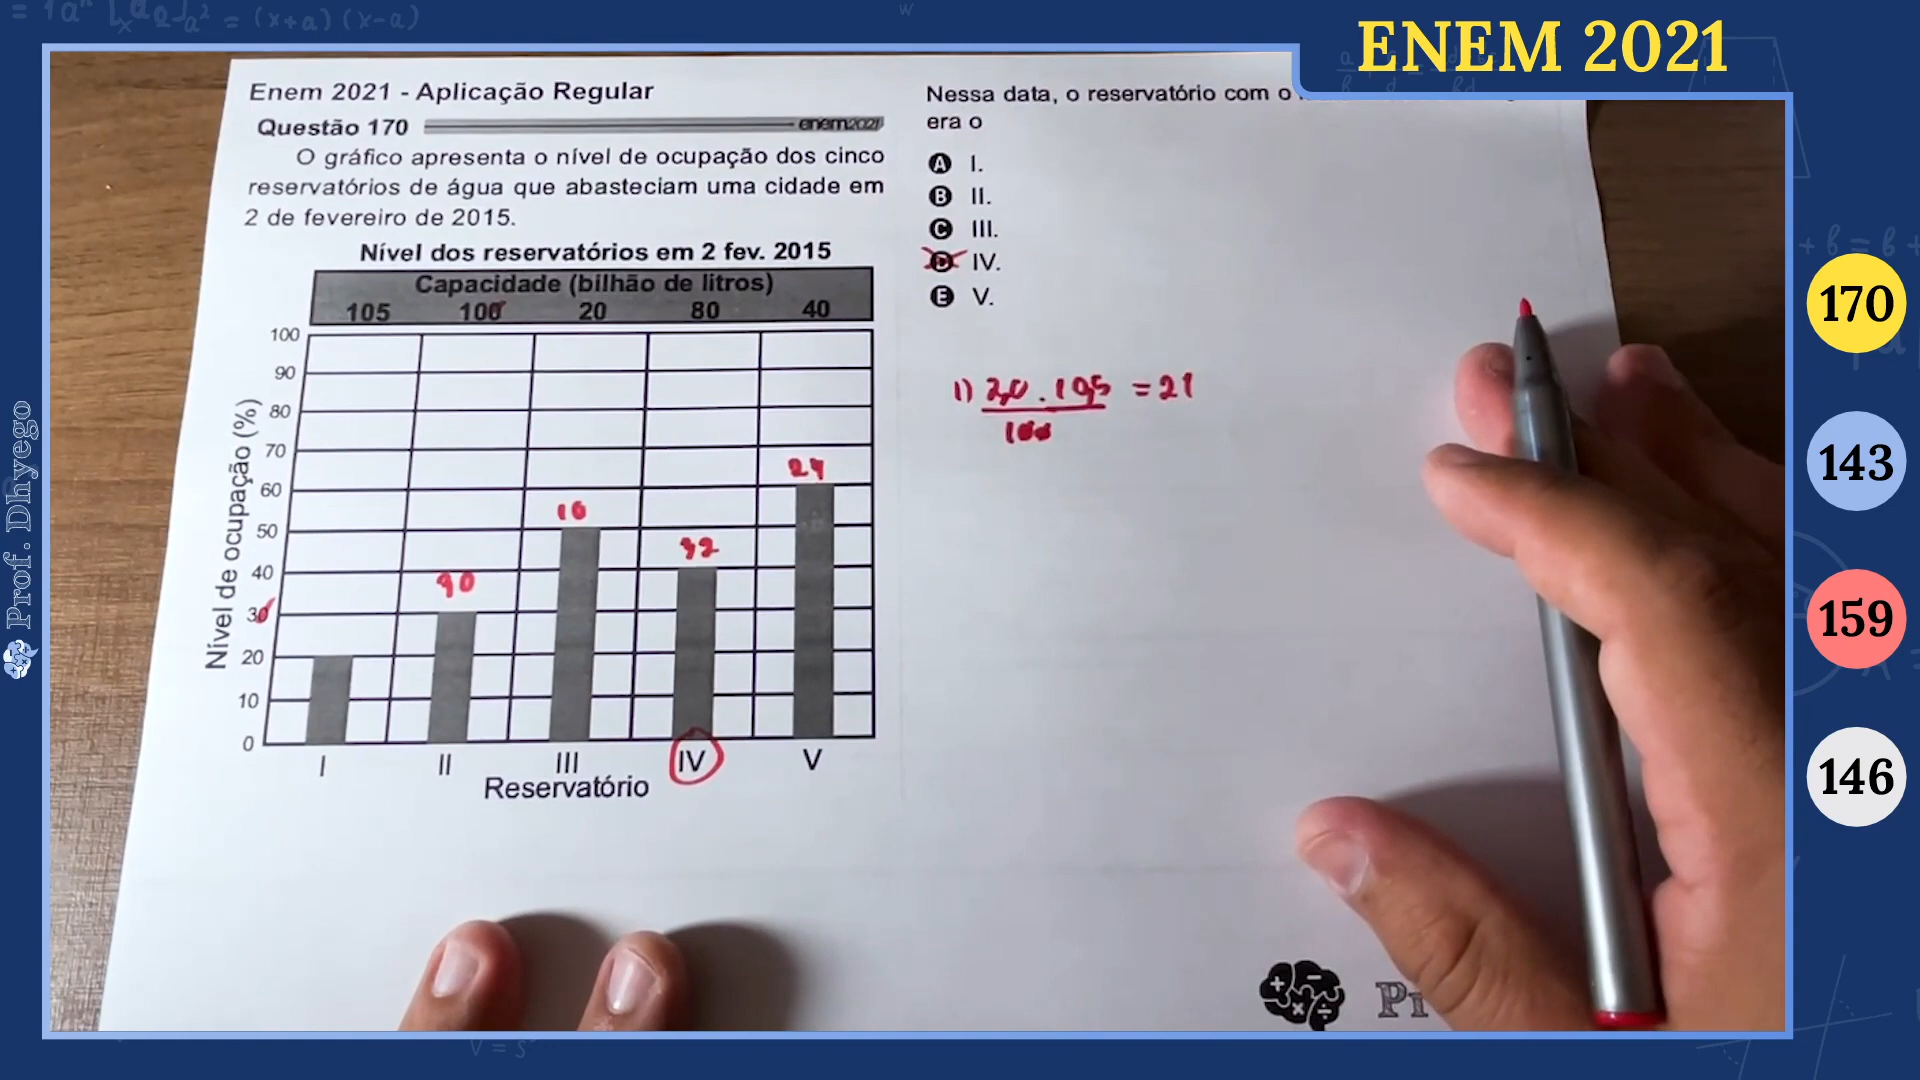 ENEM 2021
Enem 2021 - Aplicação Regular
Questão 170
enem2021
O gráfico apresenta o nível de ocupação dos cinco
reservatórios de água que abasteciam uma cidade em
2 de fevereiro de 2015.
Nível dos reservatórios em 2 fev. 2015
Capacidade (bilhão de litros)
105 100 20 80 40
100
90
80
70
60
50
40
30
20
10
0
Nível de ocupação (%)
30
10
32
24
I II III IV V
Reservatório
Nessa data, o reservatório com o
era o
A I.
B II.
C III.
D IV.
E V.
1) 20 . 105 = 21
100
170
143
159
146
Prof. Dhyego
= (x+a) (x-a)